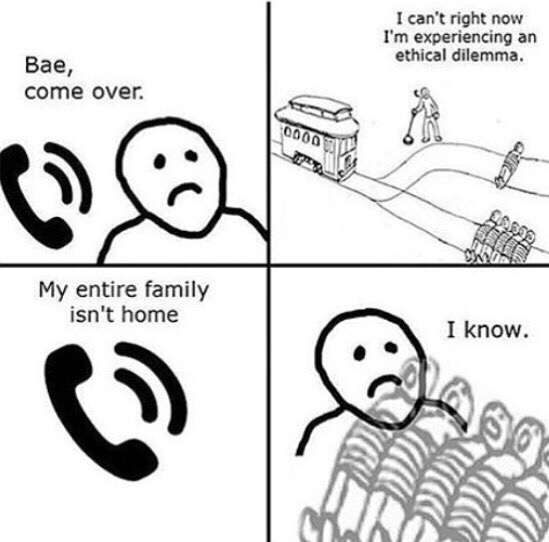 Bae,
come over.
I can't right now
I'm experiencing an
ethical dilemma.
My entire family
isn't home
I know.